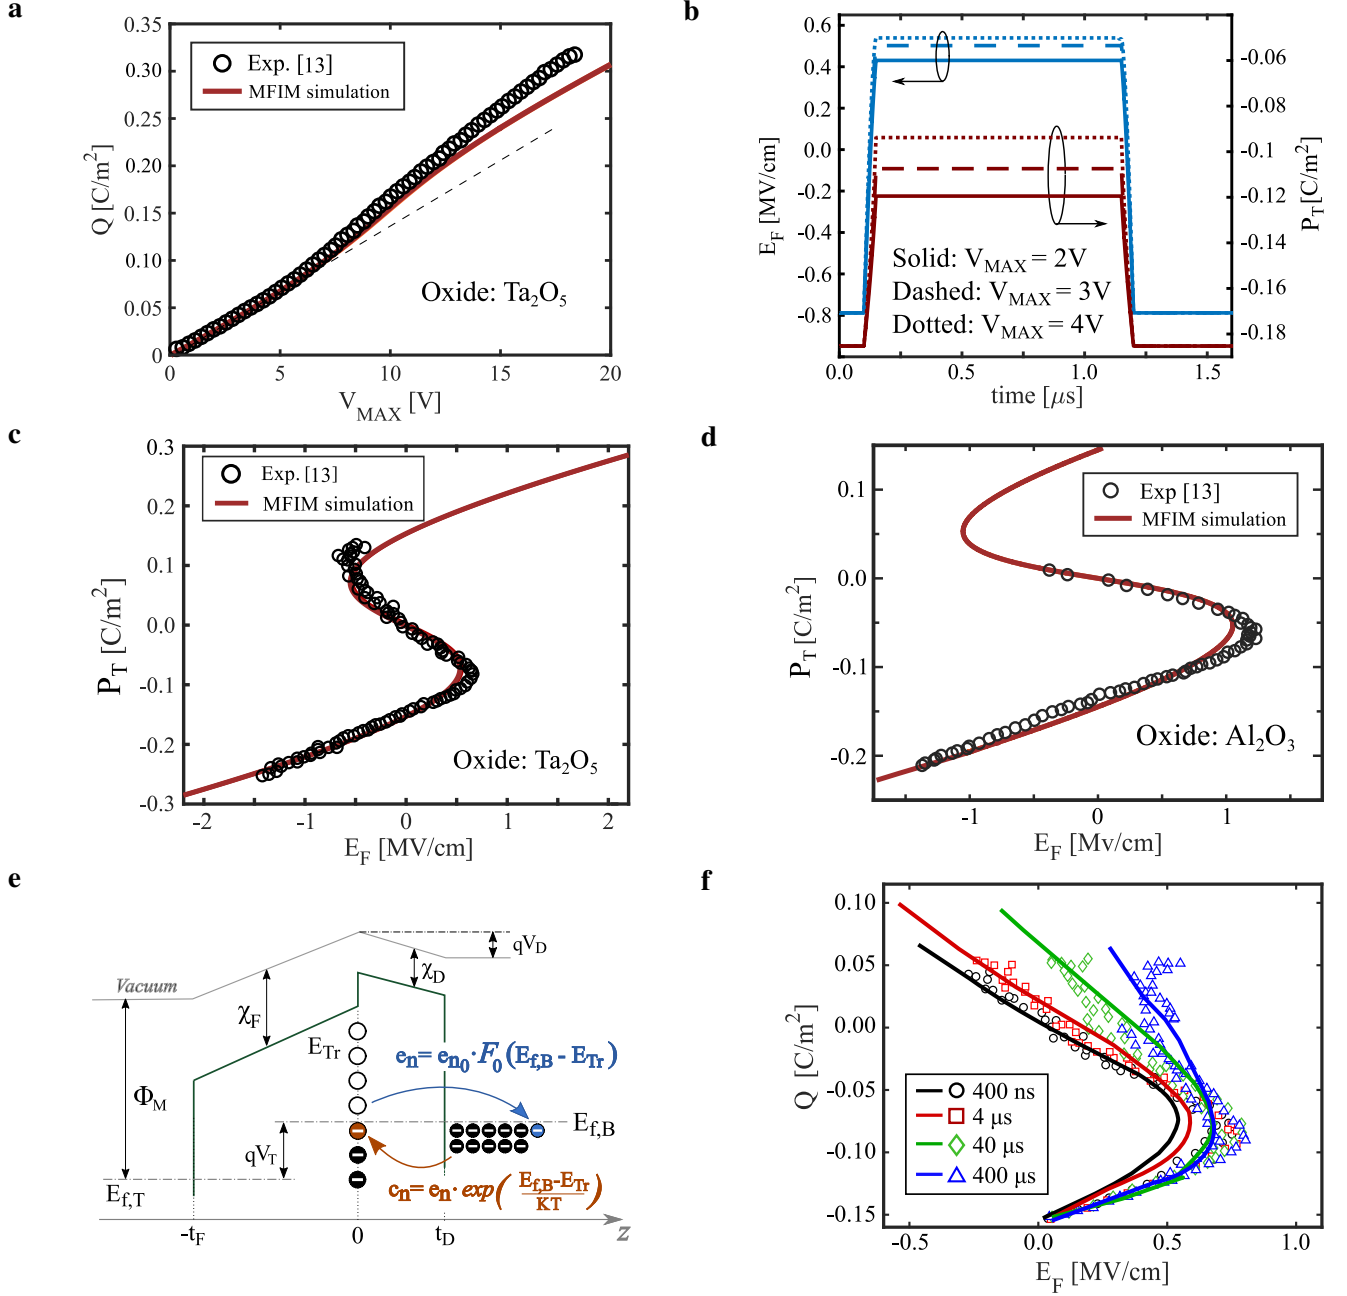 a
0.35
0.30
0.25
0.20
0.15
0.10
0.05
0
Q [C/m²]
Exp. [13]
MFIM simulation
Oxide: Ta₂O₅
0 5 10 15 20
V_MAX [V]
b
0.6
0.4
0.2
0.0
-0.2
-0.4
0.6
-0.8
E_F [MV/cm]
-0.06
-0.08
-0.1
-0.12
-0.14
-0.16
-0.17
-0.18
P_T [C/m²]
Solid: V_MAX = 2V
Dashed: V_MAX = 3V
Dotted: V_MAX = 4V
0.0 0.5 1.0 1.5
time [μs]
c
0.3
0.2
0.1
0.0
-0.1
-0.2
-0.3
P_T [C/m²]
Exp. [13]
MFIM simulation
Oxide: Ta₂O₅
-2 -1 0 1 2
E_F [MV/cm]
d
0.1
0.0
-0.1
-0.2
P_T [C/m²]
Exp [13]
MFIM simulation
Oxide: Al₂O₃
-1 0 1
E_F [Mv/cm]
e
qV_D
χ_D
Vacuum
χ_F
E_Tr
e_n = e_n₀ · F₀ (E_f,B - E_Tr)
Φ_M
E_f,B
qV_T
c_n = e_n · exp( (E_f,B - E_Tr) / KT )
E_f,T
-t_F 0 t_D z
f
0.10
0.05
0.00
-0.05
-0.10
-0.15
Q [C/m²]
400 ns
4 μs
40 μs
400 μs
-0.5 0.0 0.5 1.0
E_F [MV/cm]